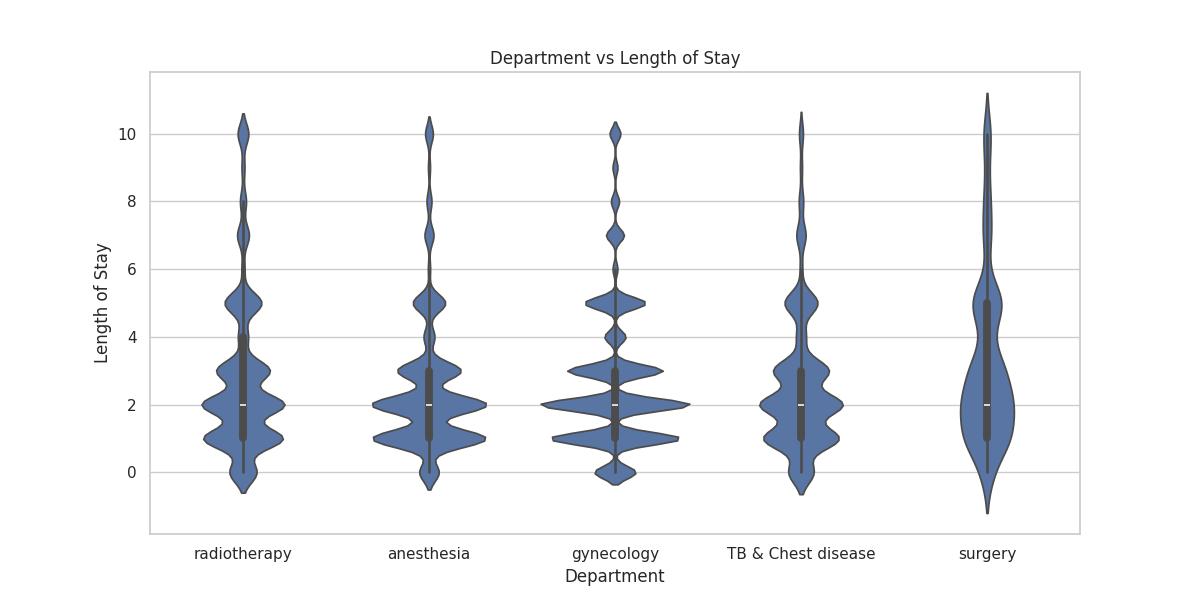 Department vs Length of Stay
Length of Stay
10
8
6
4
2
0
radiotherapy
anesthesia
gynecology
TB & Chest disease
surgery
Department